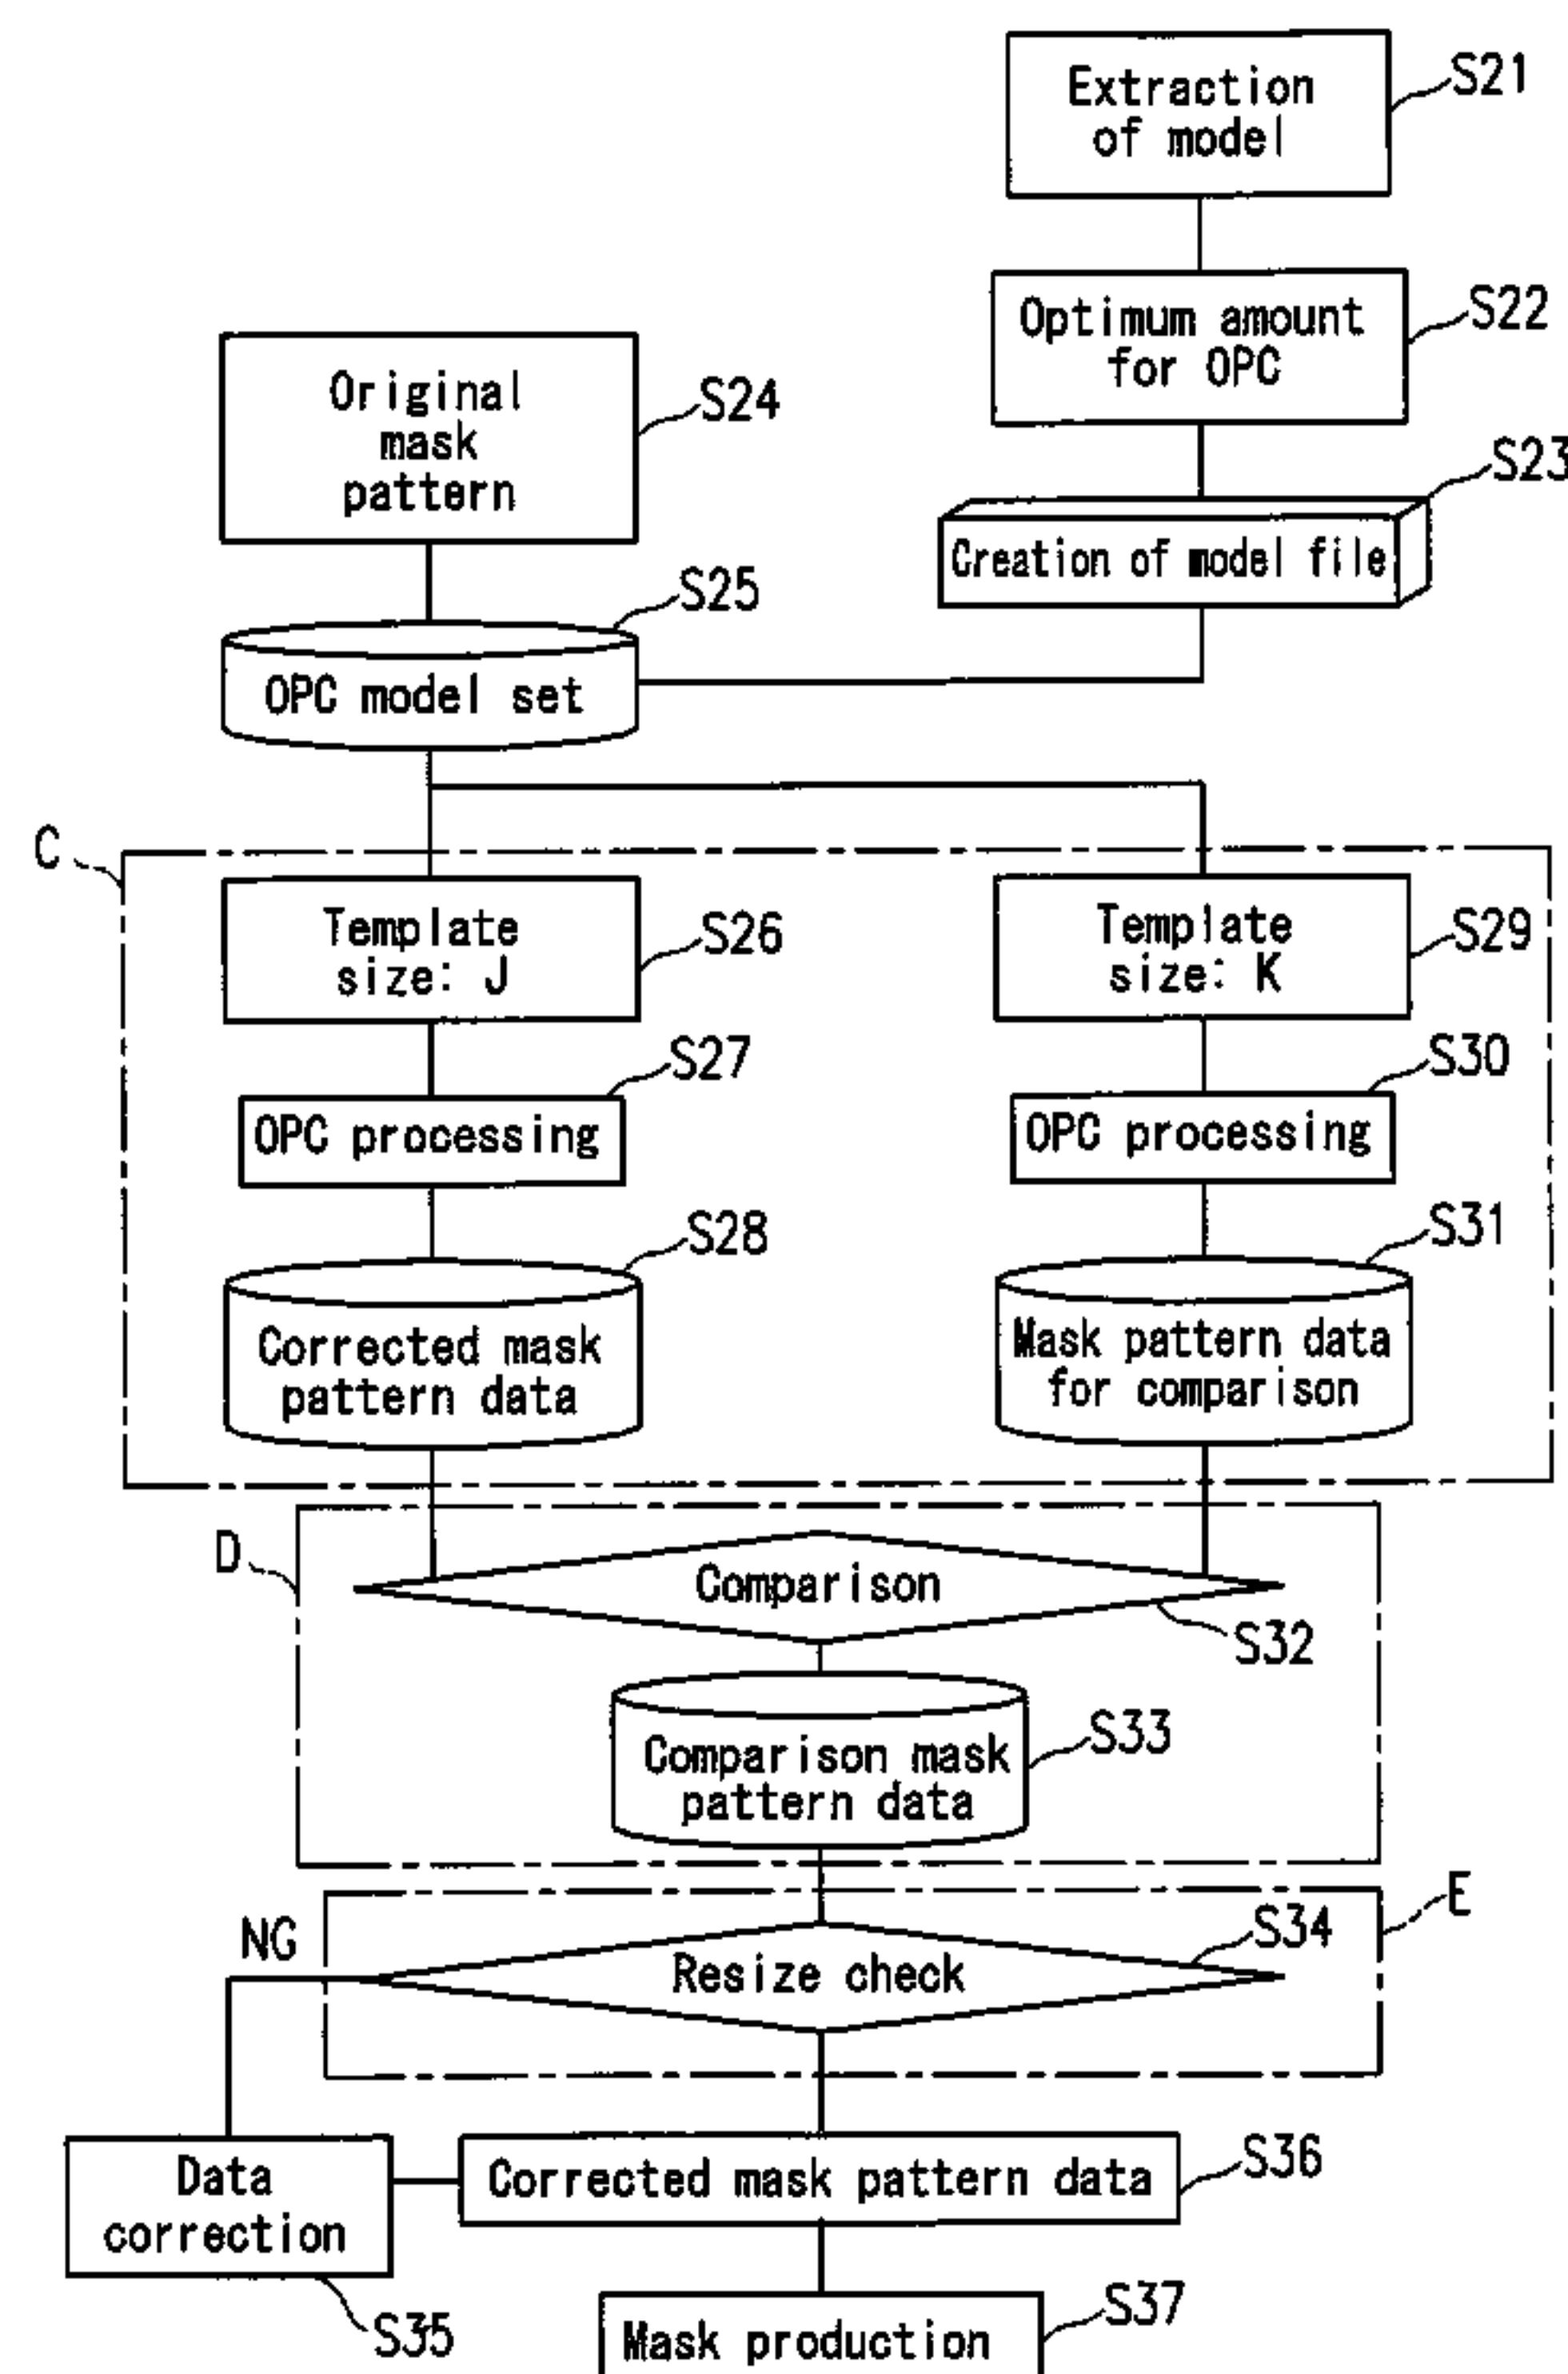 Extraction
of model
S21
Optimum amount
for OPC
S22
Original
mask
pattern
S24
S23
Creation of model file
S25
OPC model set
C
Template
size: J
S26
Template
size: K
S29
S27
OPC processing
S30
OPC processing
S28
Corrected mask
pattern data
S31
Mask pattern data
for comparison
D
Comparison
S32
Comparison mask
pattern data
S33
E
NG
S34
Resize check
Data
correction
S35
Corrected mask pattern data
S36
Mask production
S37